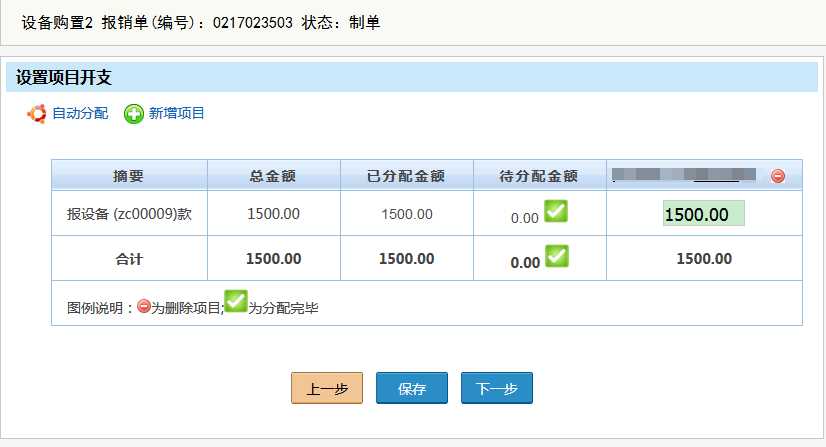 设备购置2 报销单(编号): 0217023503 状态: 制单
设置项目开支
自动分配 新增项目
摘要 总金额 已分配金额 待分配金额
报设备 (zc00009)款 1500.00 1500.00 0.00 1500.00
合计 1500.00 1500.00 0.00 1500.00
图例说明：为删除项目;为分配完毕
上一步 保存 下一步